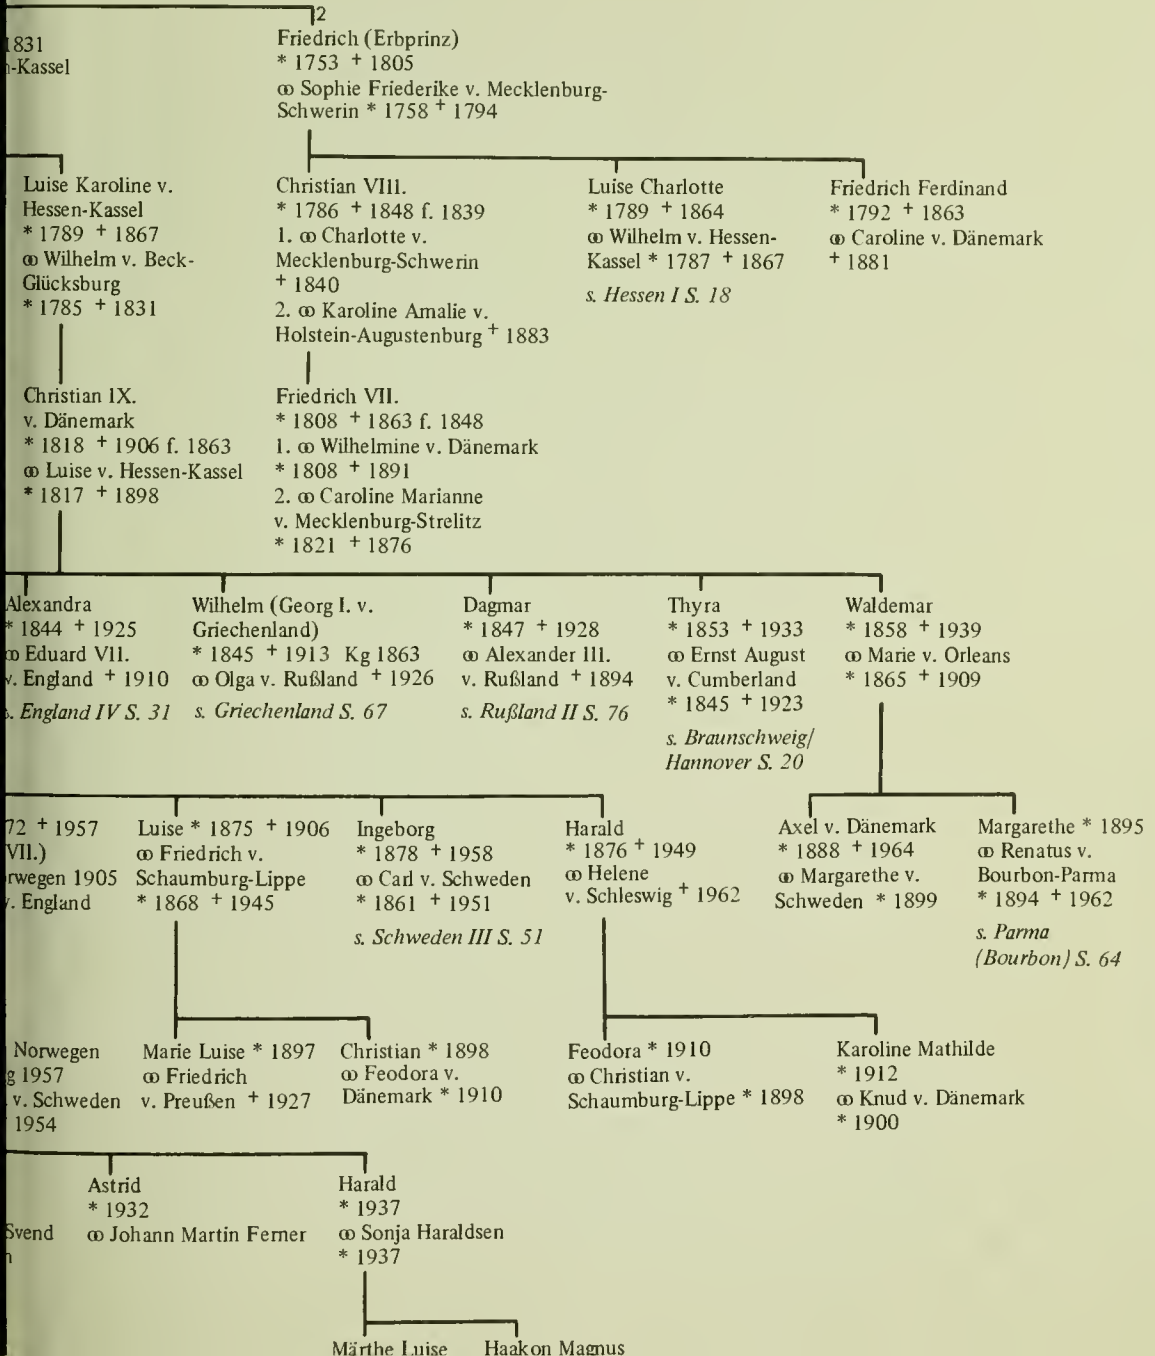 2
1831
-Kassel
Friedrich (Erbprinz)
* 1753 + 1805
⚭ Sophie Friederike v. Mecklenburg-
Schwerin * 1758 + 1794
Luise Karoline v.
Hessen-Kassel
* 1789 + 1867
⚭ Wilhelm v. Beck-
Glücksburg
* 1785 + 1831
Christian VIII.
* 1786 + 1848 f. 1839
1. ⚭ Charlotte v.
Mecklenburg-Schwerin
+ 1840
2. ⚭ Karoline Amalie v.
Holstein-Augustenburg + 1883
Luise Charlotte
* 1789 + 1864
⚭ Wilhelm v. Hessen-
Kassel * 1787 + 1867
s. Hessen I S. 18
Friedrich Ferdinand
* 1792 + 1863
⚭ Caroline v. Dänemark
+ 1881
Christian IX.
v. Dänemark
* 1818 + 1906 f. 1863
⚭ Luise v. Hessen-Kassel
* 1817 + 1898
Friedrich VII.
* 1808 + 1863 f. 1848
1. ⚭ Wilhelmine v. Dänemark
* 1808 + 1891
2. ⚭ Caroline Marianne
v. Mecklenburg-Strelitz
* 1821 + 1876
Alexandra
* 1844 + 1925
⚭ Eduard VII.
v. England + 1910
s. England IV S. 31
Wilhelm (Georg I. v.
Griechenland)
* 1845 + 1913 Kg 1863
⚭ Olga v. Rußland + 1926
s. Griechenland S. 67
Dagmar
* 1847 + 1928
⚭ Alexander III.
v. Rußland + 1894
s. Rußland II S. 76
Thyra
* 1853 + 1933
⚭ Ernst August
v. Cumberland
* 1845 + 1923
s. Braunschweig/
Hannover S. 20
Waldemar
* 1858 + 1939
⚭ Marie v. Orleans
* 1865 + 1909
72 + 1957
VII.)
rwegen 1905
v. England
Luise * 1875 + 1906
⚭ Friedrich v.
Schaumburg-Lippe
* 1868 + 1945
Ingeborg
* 1878 + 1958
⚭ Carl v. Schweden
* 1861 + 1951
s. Schweden III S. 51
Harald
* 1876 + 1949
⚭ Helene
v. Schleswig + 1962
Axel v. Dänemark
* 1888 + 1964
⚭ Margarethe v.
Schweden * 1899
Margarethe * 1895
⚭ Renatus v.
Bourbon-Parma
* 1894 + 1962
s. Parma
(Bourbon) S. 64
Norwegen
g 1957
v. Schweden
1954
Marie Luise * 1897
⚭ Friedrich
v. Preußen + 1927
Christian * 1898
⚭ Feodora v.
Dänemark * 1910
Feodora * 1910
⚭ Christian v.
Schaumburg-Lippe * 1898
Karoline Mathilde
* 1912
⚭ Knud v. Dänemark
* 1900
Svend
Astrid
* 1932
⚭ Johann Martin Ferner
Harald
* 1937
⚭ Sonja Haraldsen
* 1937
Märthe Luise
Haakon Magnus